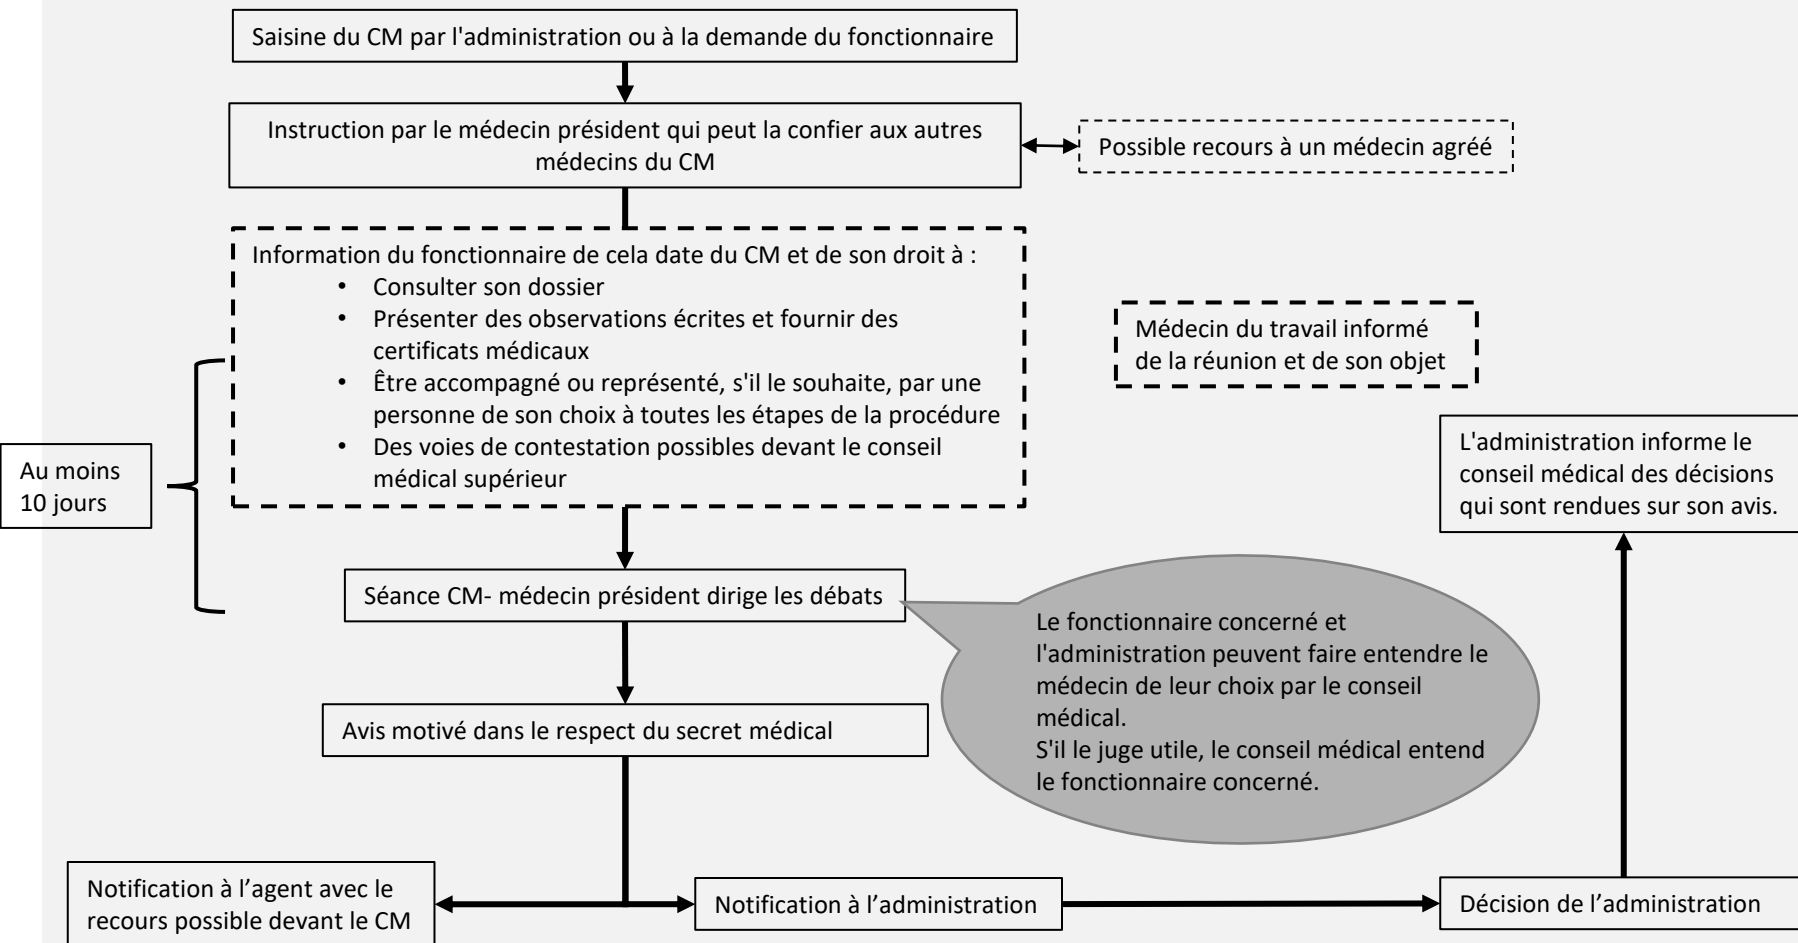 Saisine du CM par l'administration ou à la demande du fonctionnaire
Instruction par le médecin président qui peut la confier aux autres
médecins du CM
Possible recours à un médecin agréé
Information du fonctionnaire de cela date du CM et de son droit à :
• Consulter son dossier
• Présenter des observations écrites et fournir des
certificats médicaux
• Être accompagné ou représenté, s'il le souhaite, par une
personne de son choix à toutes les étapes de la procédure
• Des voies de contestation possibles devant le conseil
médical supérieur
Médecin du travail informé
de la réunion et de son objet
Au moins
10 jours
L'administration informe le
conseil médical des décisions
qui sont rendues sur son avis.
Séance CM- médecin président dirige les débats
Le fonctionnaire concerné et
l'administration peuvent faire entendre le
médecin de leur choix par le conseil
médical.
S'il le juge utile, le conseil médical entend
le fonctionnaire concerné.
Avis motivé dans le respect du secret médical
Notification à l’agent avec le
recours possible devant le CM
Notification à l’administration
Décision de l’administration